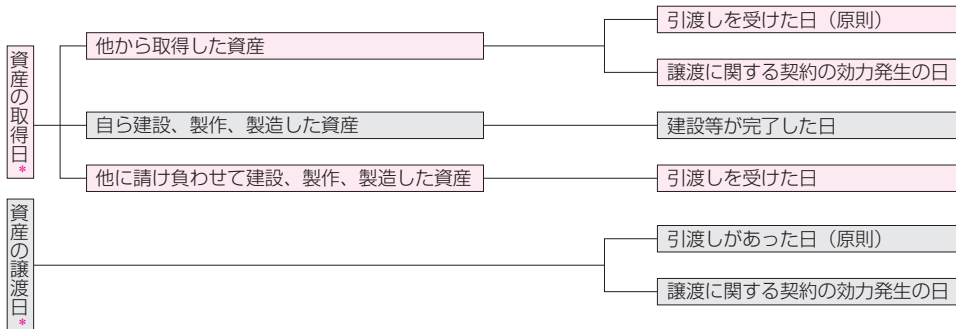 資産の取得日*
他から取得した資産
引渡しを受けた日（原則）
譲渡に関する契約の効力発生の日
自ら建設、製作、製造した資産
建設等が完了した日
他に請け負わせて建設、製作、製造した資産
引渡しを受けた日
資産の譲渡日*
引渡しがあった日（原則）
譲渡に関する契約の効力発生の日